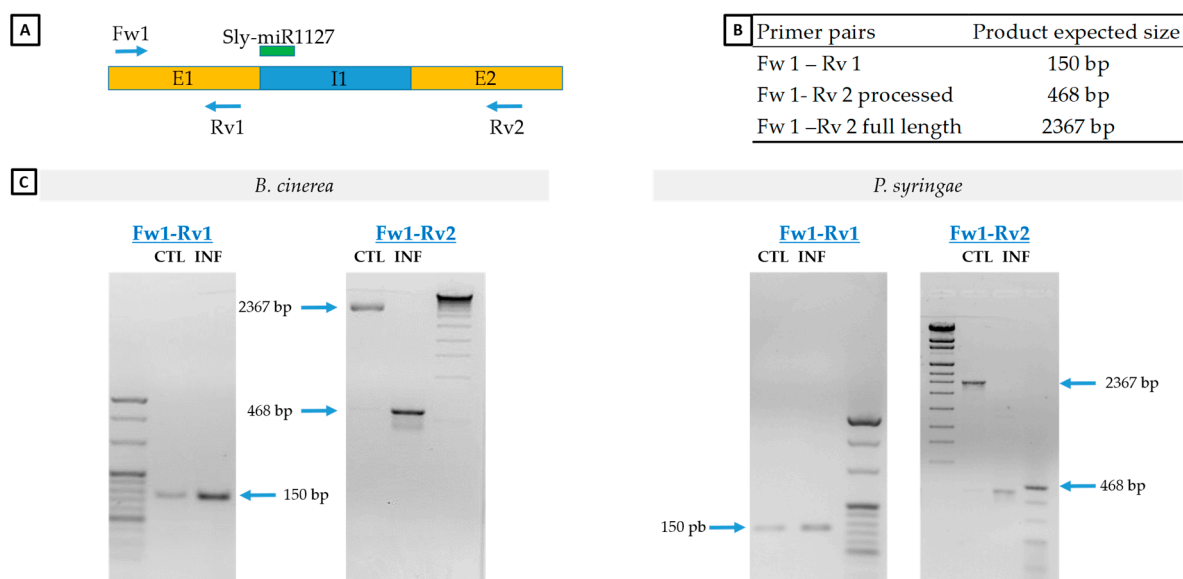 A
Fw1
Sly-miR1127
E1 I1 E2
Rv1 Rv2
B
Primer pairs Product expected size
Fw 1 – Rv 1 150 bp
Fw 1- Rv 2 processed 468 bp
Fw 1 –Rv 2 full length 2367 bp
C
B. cinerea
Fw1-Rv1 Fw1-Rv2
CTL INF CTL INF
2367 bp
468 bp
150 bp
P. syringae
Fw1-Rv1 Fw1-Rv2
CTL INF CTL INF
2367 bp
468 bp
150 pb